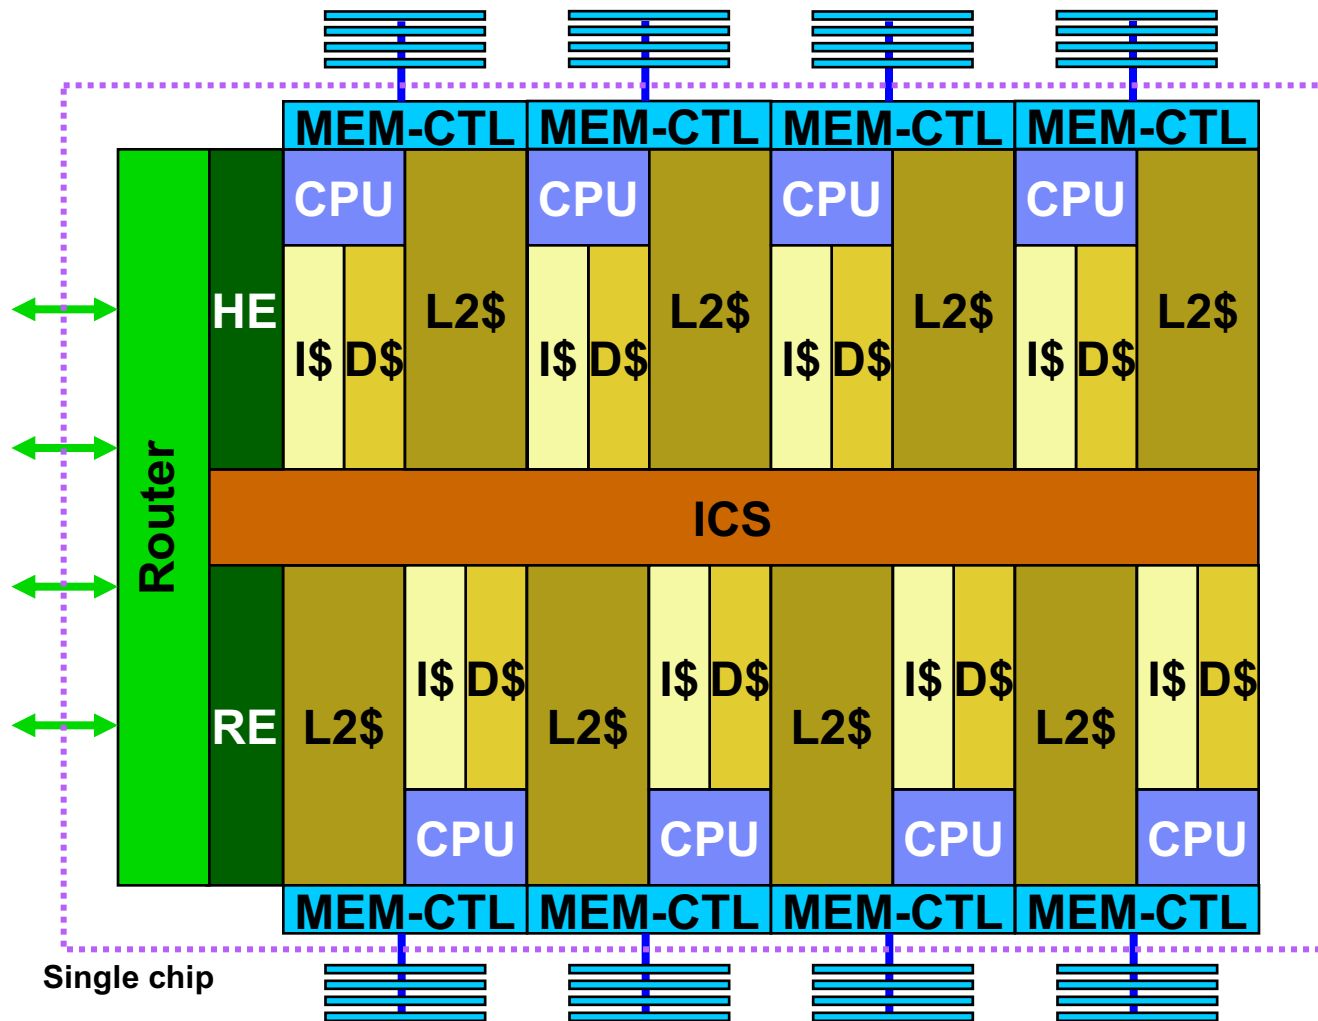 MEM-CTL MEM-CTL MEM-CTL MEM-CTL
CPU CPU CPU CPU
HE L2$ L2$ L2$ L2$
I$ D$ I$ D$ I$ D$ I$ D$
Router
ICS
I$ D$ I$ D$ I$ D$ I$ D$
RE L2$ L2$ L2$ L2$
CPU CPU CPU CPU
MEM-CTL MEM-CTL MEM-CTL MEM-CTL
Single chip